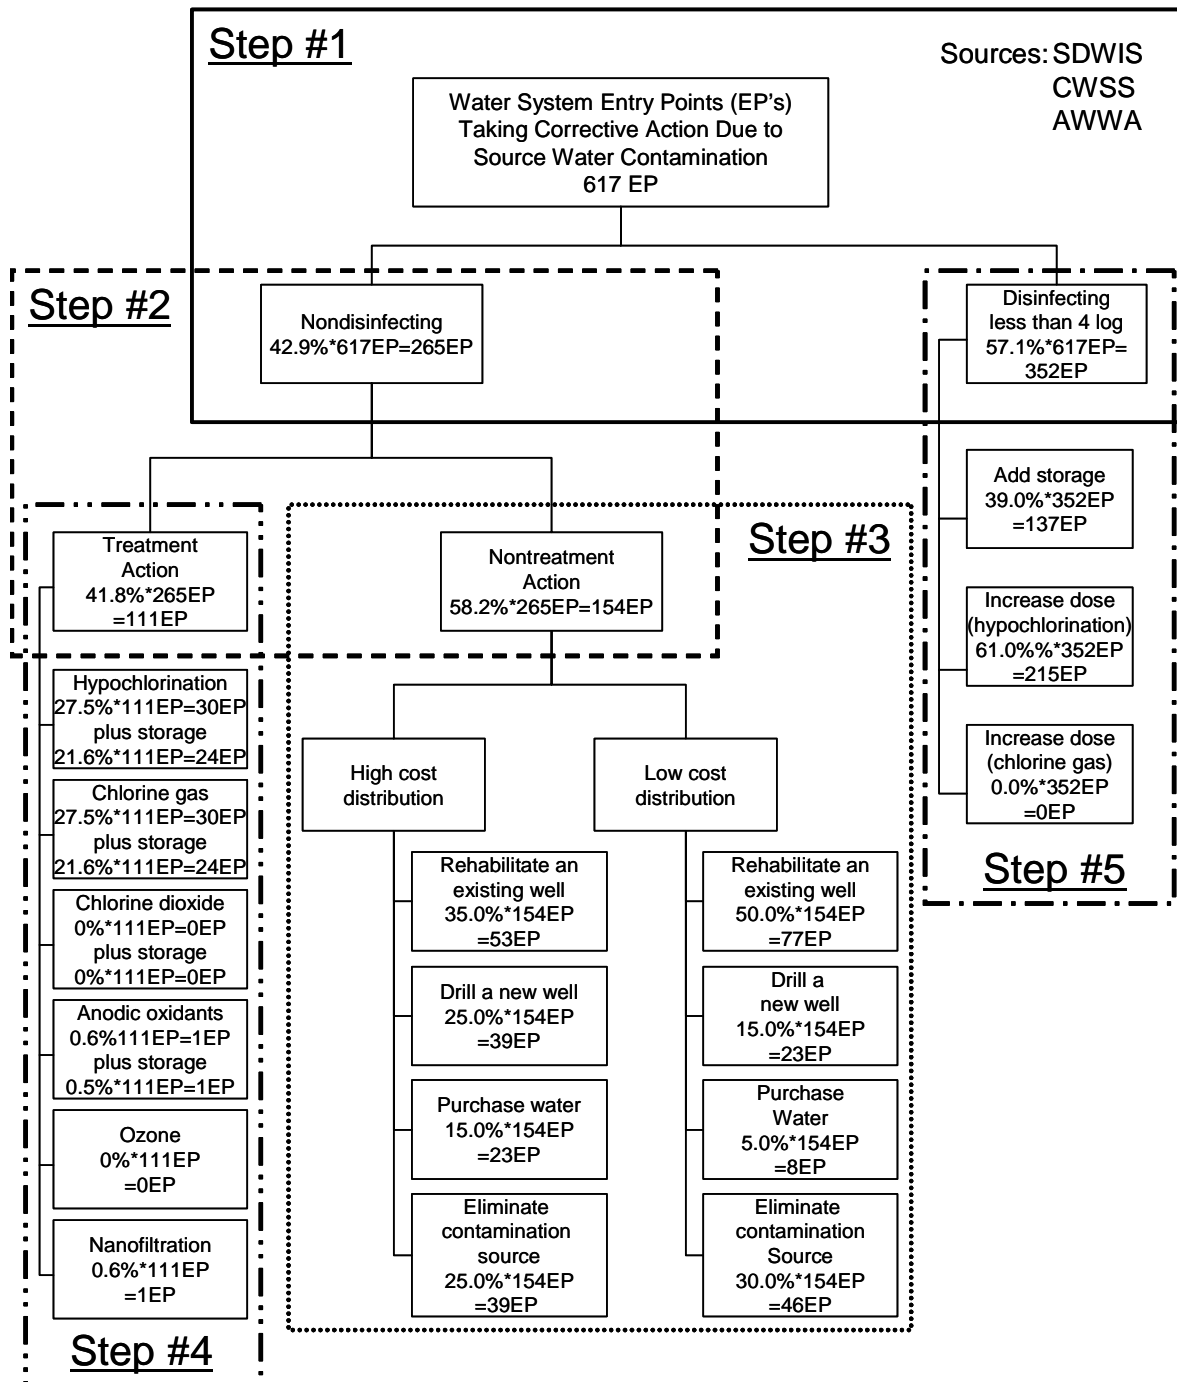 Step #1
Sources: SDWIS
CWSS
AWWA
Water System Entry Points (EP's)
Taking Corrective Action Due to
Source Water Contamination
617 EP
Step #2
Nondisinfecting
42.9%*617EP=265EP
Disinfecting
less than 4 log
57.1%*617EP=
352EP
Treatment
Action
41.8%*265EP
=111EP
Nontreatment
Action
58.2%*265EP=154EP
Step #3
Add storage
39.0%*352EP
=137EP
Increase dose
(hypochlorination)
61.0%%*352EP
=215EP
Increase dose
(chlorine gas)
0.0%*352EP
=0EP
Step #5
Hypochlorination
27.5%*111EP=30EP
plus storage
21.6%*111EP=24EP
Chlorine gas
27.5%*111EP=30EP
plus storage
21.6%*111EP=24EP
Chlorine dioxide
0%*111EP=0EP
plus storage
0%*111EP=0EP
Anodic oxidants
0.6%111EP=1EP
plus storage
0.5%*111EP=1EP
Ozone
0%*111EP
=0EP
Nanofiltration
0.6%*111EP
=1EP
Step #4
High cost
distribution
Rehabilitate an
existing well
35.0%*154EP
=53EP
Drill a new well
25.0%*154EP
=39EP
Purchase water
15.0%*154EP
=23EP
Eliminate
contamination
source
25.0%*154EP
=39EP
Low cost
distribution
Rehabilitate an
existing well
50.0%*154EP
=77EP
Drill a
new well
15.0%*154EP
=23EP
Purchase
Water
5.0%*154EP
=8EP
Eliminate
contamination
Source
30.0%*154EP
=46EP